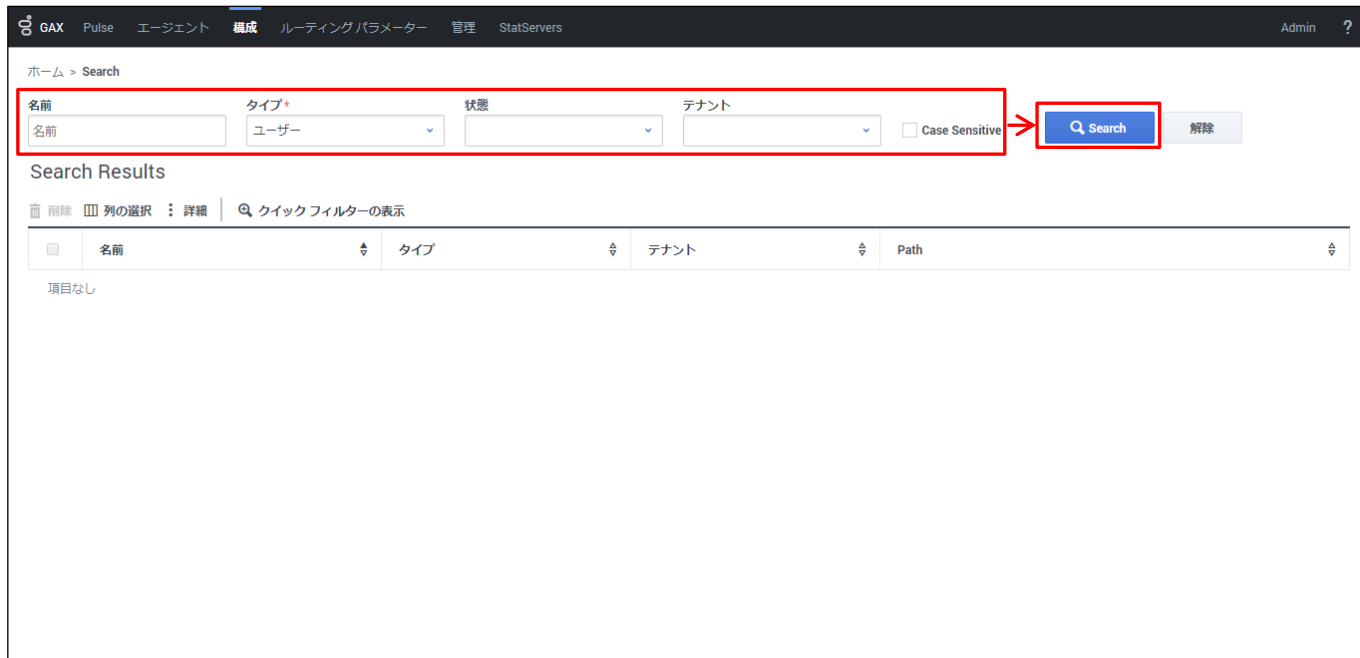 GAX Pulse エージェント 構成 ルーティング パラメーター 管理 StatServers Admin ?
ホーム > Search
名前 タイプ* 状態 テナント
名前 ユーザー Case Sensitive Search 解除
Search Results
削除 列の選択 詳細 クイック フィルターの表示
名前 タイプ テナント Path
項目なし